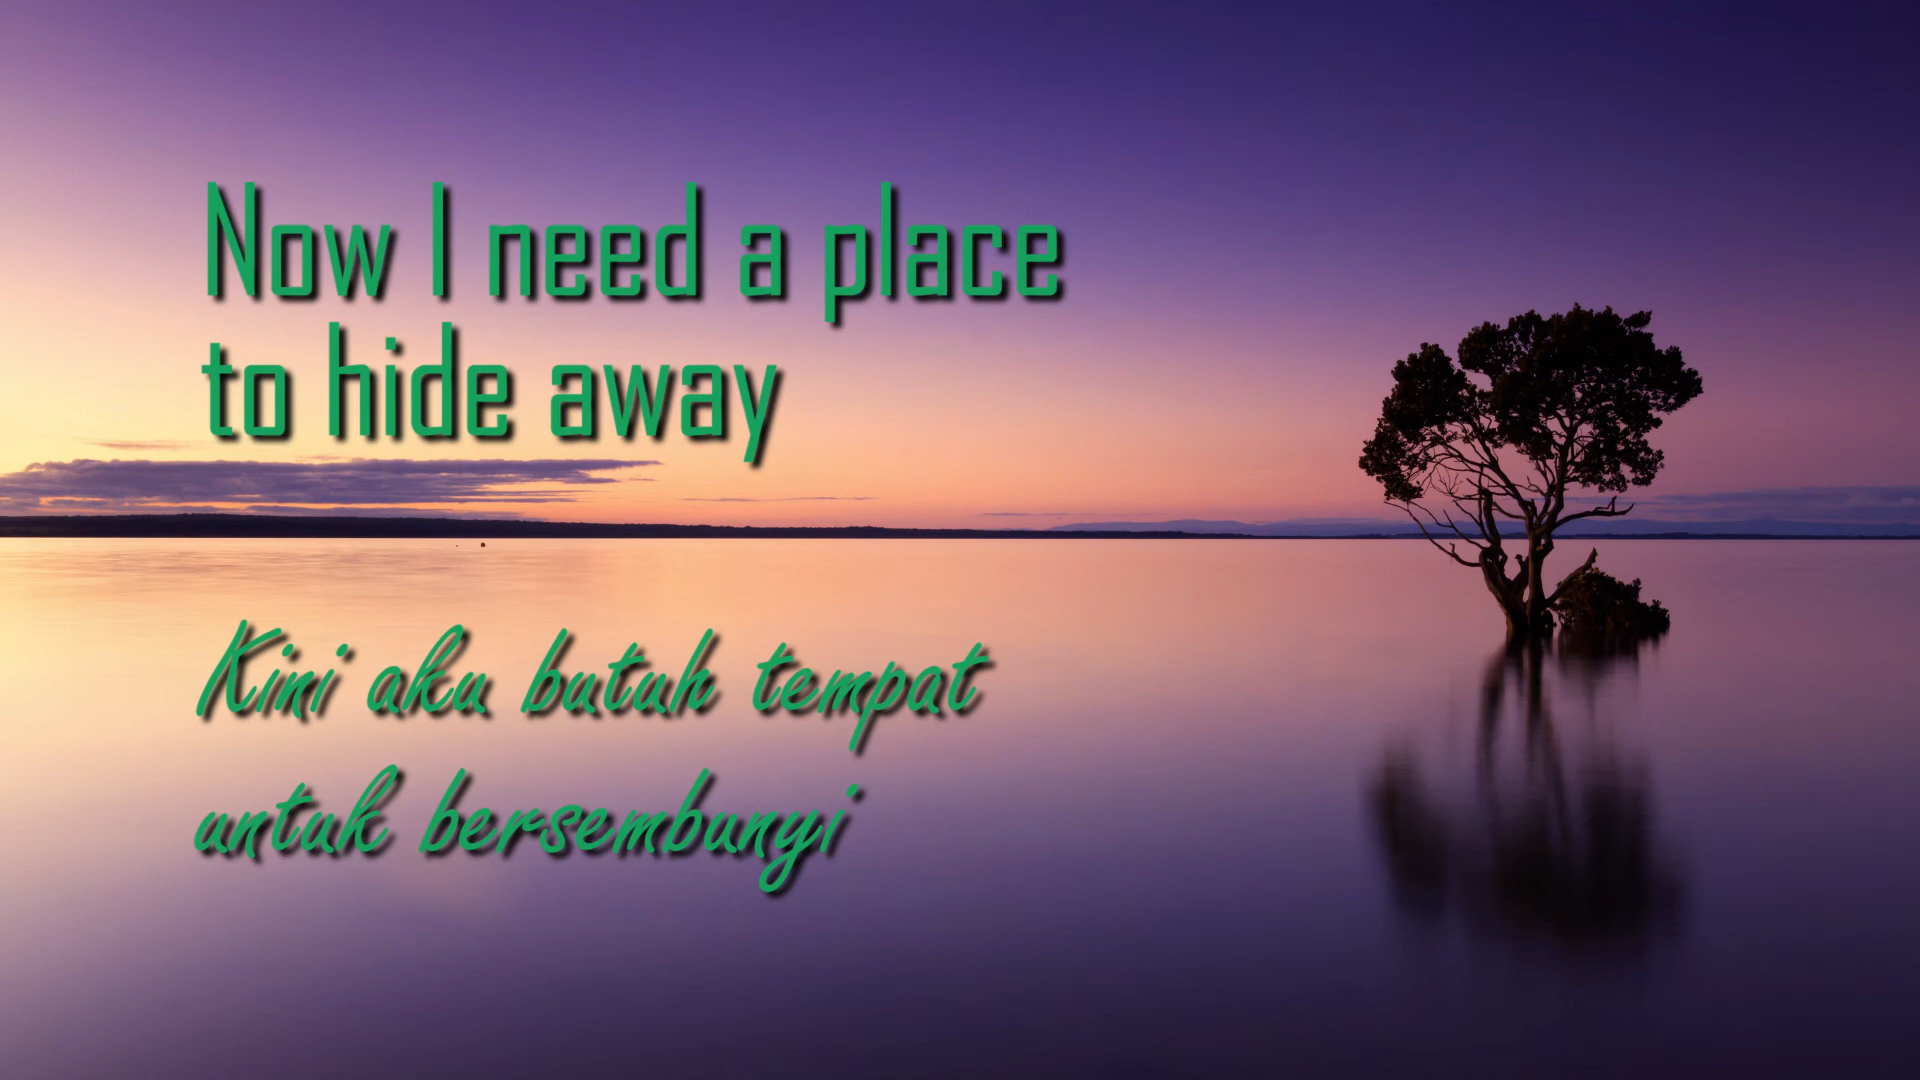 Now I need a place
to hide away
Kini aku butuh tempat
untuk bersembunyi